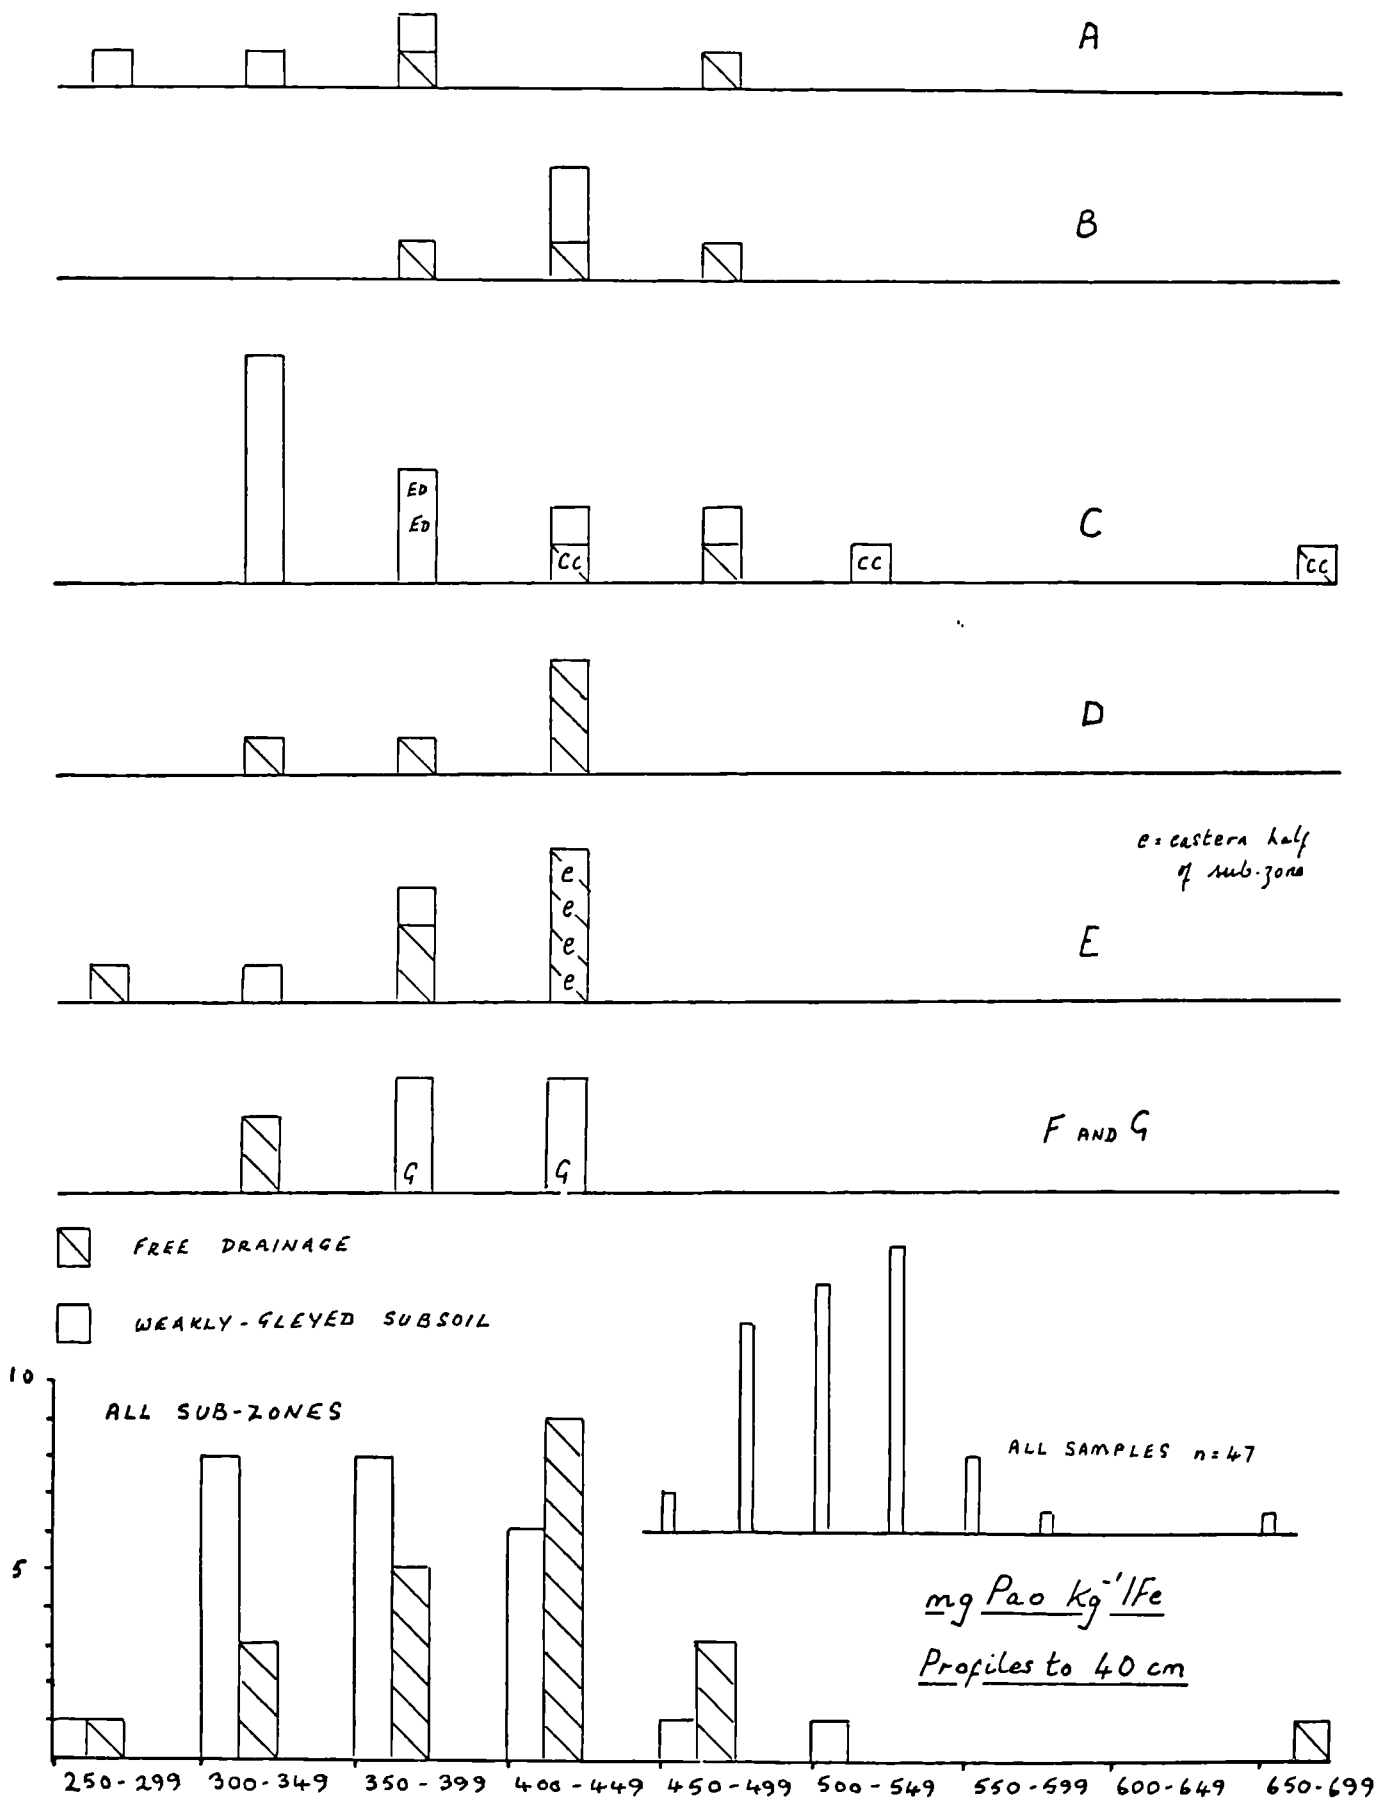 A
B
ED
ED
CC
CC
CC
C
D
e = eastern half
of sub-zone
e
e
e
e
E
G
G
F AND G
FREE DRAINAGE
WEAKLY-GLEYED SUBSOIL
10
ALL SUB-ZONES
ALL SAMPLES n=47
5
mg Pao kg⁻¹/Fe
Profiles to 40 cm
250-299 300-349 350-399 400-449 450-499 500-549 550-599 600-649 650-699